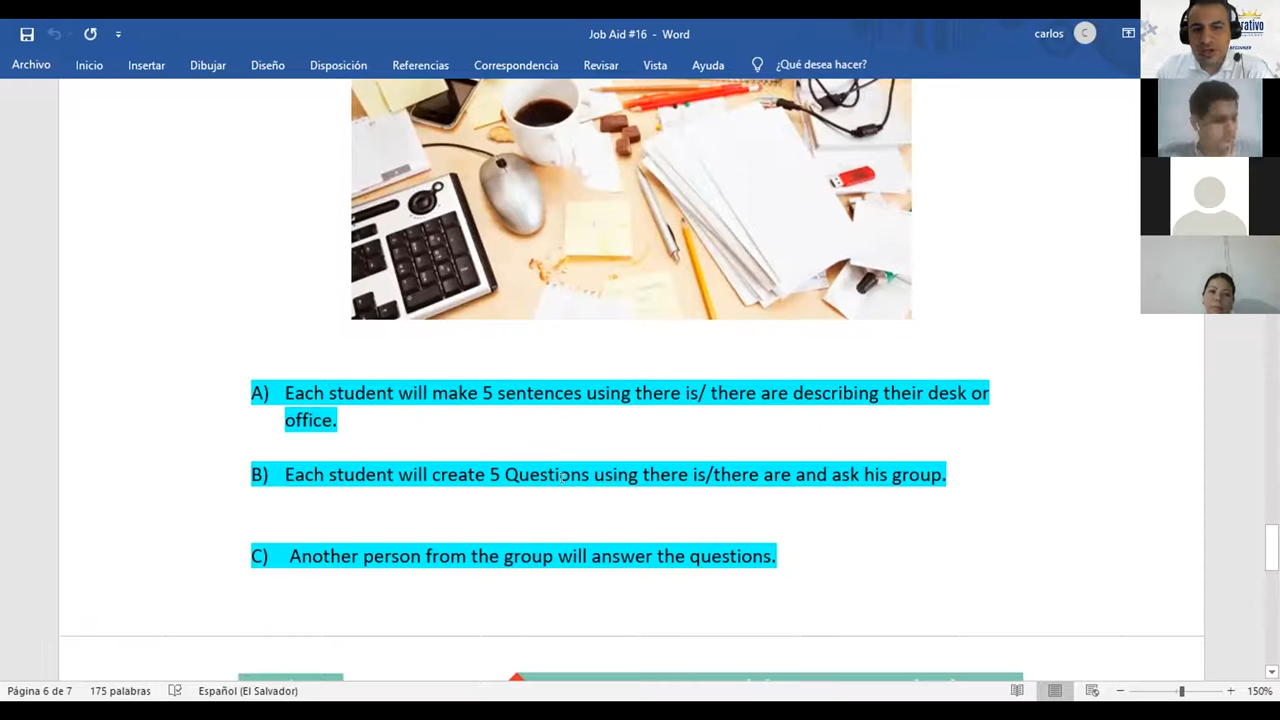 Job Aid #16 - Word
carlos
C
rativo
BEGINNER
Archivo Inicio Insertar Dibujar Diseño Disposición Referencias Correspondencia Revisar Vista Ayuda ¿Qué desea hacer?
A) Each student will make 5 sentences using there is/ there are describing their desk or
office.
B) Each student will create 5 Questions using there is/there are and ask his group.
C) Another person from the group will answer the questions.
Página 6 de 7 175 palabras Español (El Salvador) 150%